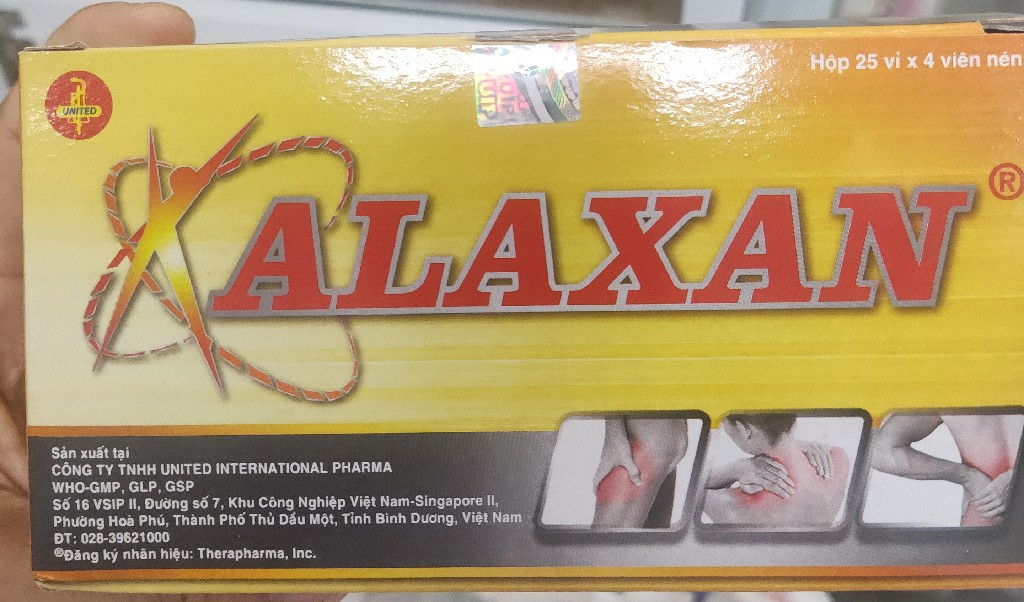 UNITED
Hộp 25 vỉ x 4 viên nén
ALAXAN®
Sản xuất tại
CÔNG TY TNHH UNITED INTERNATIONAL PHARMA
WHO-GMP, GLP, GSP
Số 16 VSIP II, Đường số 7, Khu Công Nghiệp Việt Nam-Singapore II,
Phường Hoà Phú, Thành Phố Thủ Dầu Một, Tỉnh Bình Dương, Việt Nam
ĐT: 028-39621000
®Đăng ký nhãn hiệu: Therapharma, Inc.